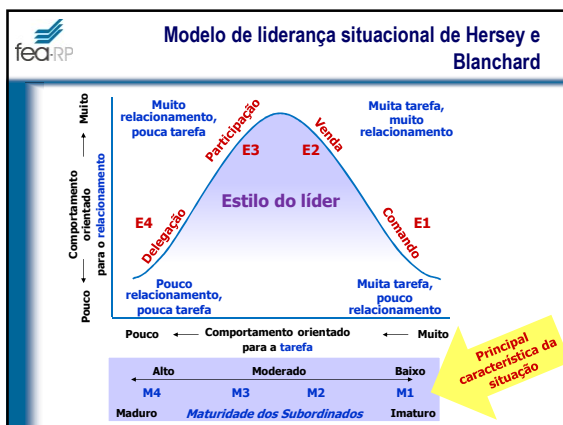 fea-RP
Modelo de liderança situacional de Hersey e
Blanchard
Muito
Comportamento
orientado
para o relacionamento
Pouco
Muito
relacionamento,
pouca tarefa
Participação
E3
E2
Venda
Muita tarefa,
muito
relacionamento
Estilo do líder
E4
Delegação
Comando
E1
Pouco
relacionamento,
pouca tarefa
Muita tarefa,
pouco
relacionamento
Pouco
Comportamento orientado
para a tarefa
Muito
Principal
característica da
situação
Alto
Moderado
Baixo
M4
M3
M2
M1
Maduro
Maturidade dos Subordinados
Imaturo